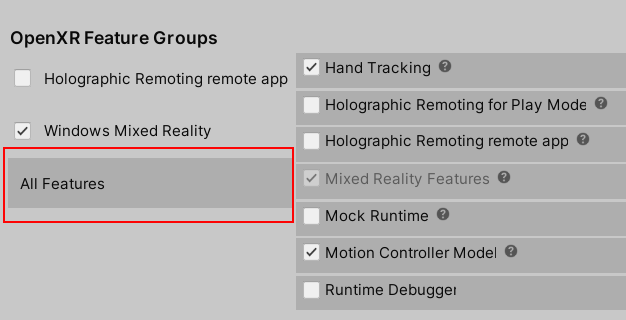 OpenXR Feature Groups
Holographic Remoting remote app
Windows Mixed Reality
All Features
Hand Tracking
Holographic Remoting for Play Mode
Holographic Remoting remote app
Mixed Reality Features
Mock Runtime
Motion Controller Model
Runtime Debugger